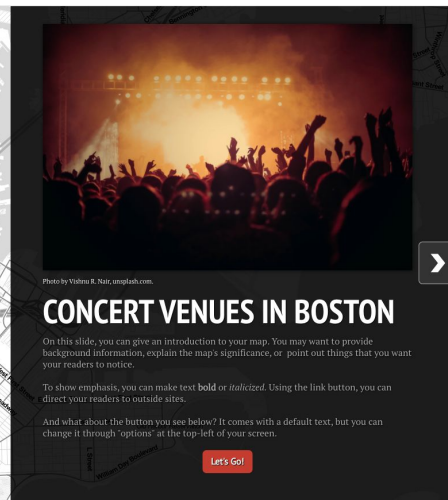 Photo by Vishnu R. Nair, unsplash.com.
CONCERT VENUES IN BOSTON
On this slide, you can give an introduction to your map. You may want to provide
background information, explain the map's significance, or point out things that you want
your readers to notice.
To show emphasis, you can make text bold or italicized. Using the link button, you can
direct your readers to outside sites.
And what about the button you see below? It comes with a default text, but you can
change it through "options" at the top-left of your screen.
L Street
William Day Boulevard
Let's Go!